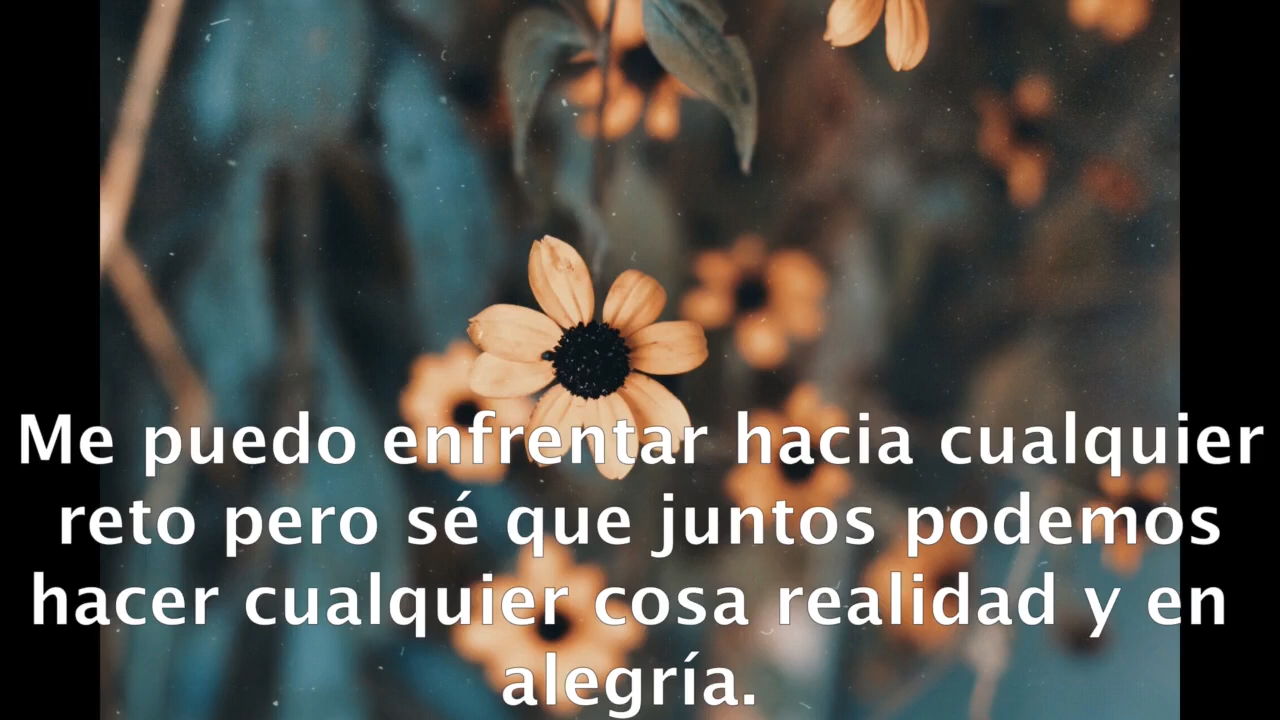 Me puedo enfrentar hacia cualquier
reto pero sé que juntos podemos
hacer cualquier cosa realidad y en
alegría.